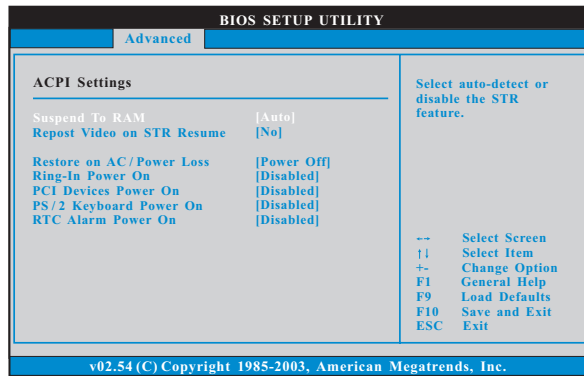 BIOS SETUP UTILITY
Advanced
ACPI Settings
Suspend To RAM [Auto]
Repost Video on STR Resume [No]
Restore on AC / Power Loss [Power Off]
Ring-In Power On [Disabled]
PCI Devices Power On [Disabled]
PS / 2 Keyboard Power On [Disabled]
RTC Alarm Power On [Disabled]
Select auto-detect or
disable the STR
feature.
←→ Select Screen
↑↓ Select Item
+- Change Option
F1 General Help
F9 Load Defaults
F10 Save and Exit
ESC Exit
v02.54 (C) Copyright 1985-2003, American Megatrends, Inc.